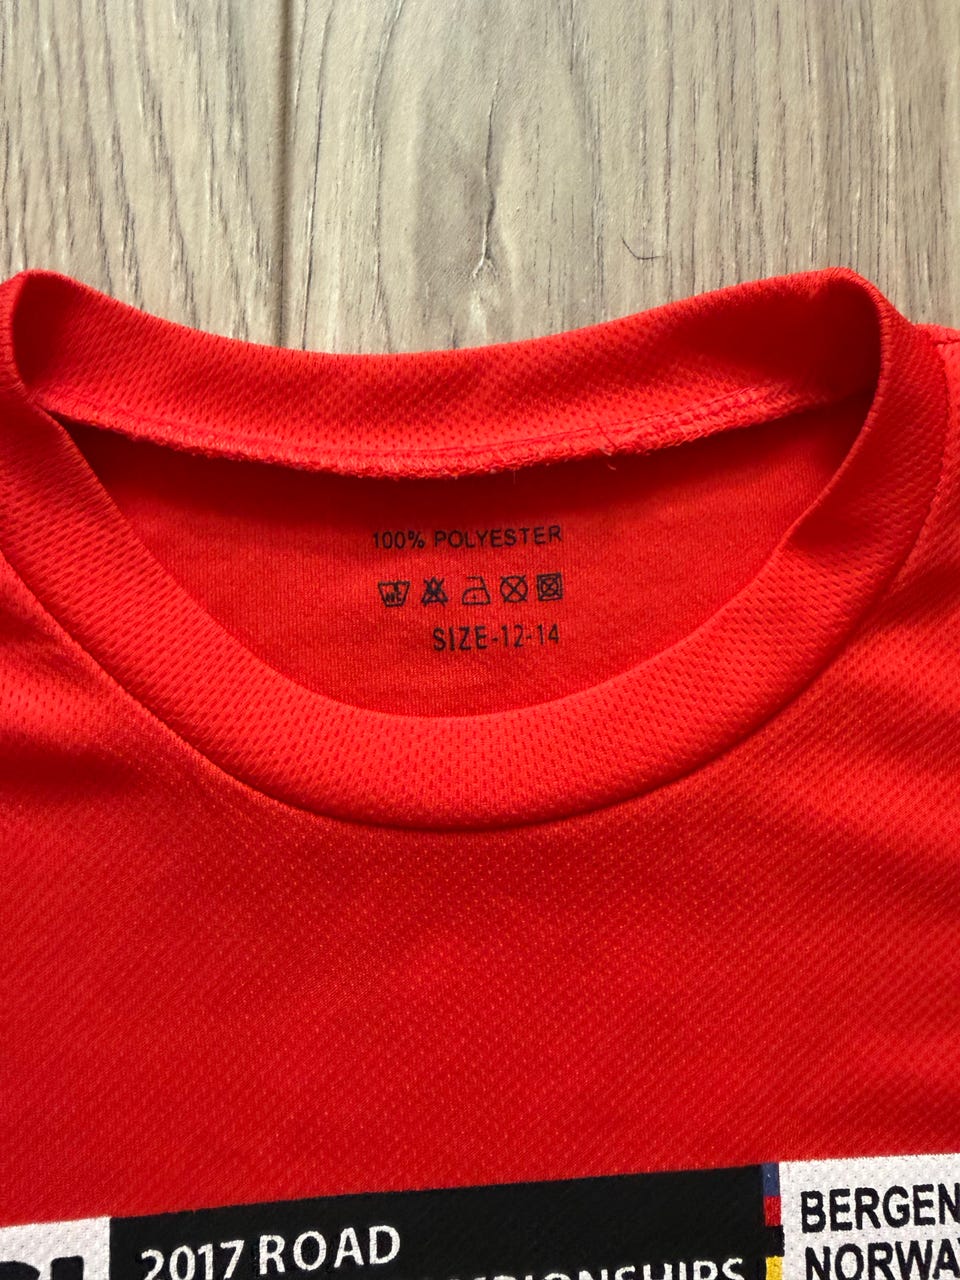 100% POLYESTER
SIZE-12-14
2017 ROAD
BERGEN
NORWAY